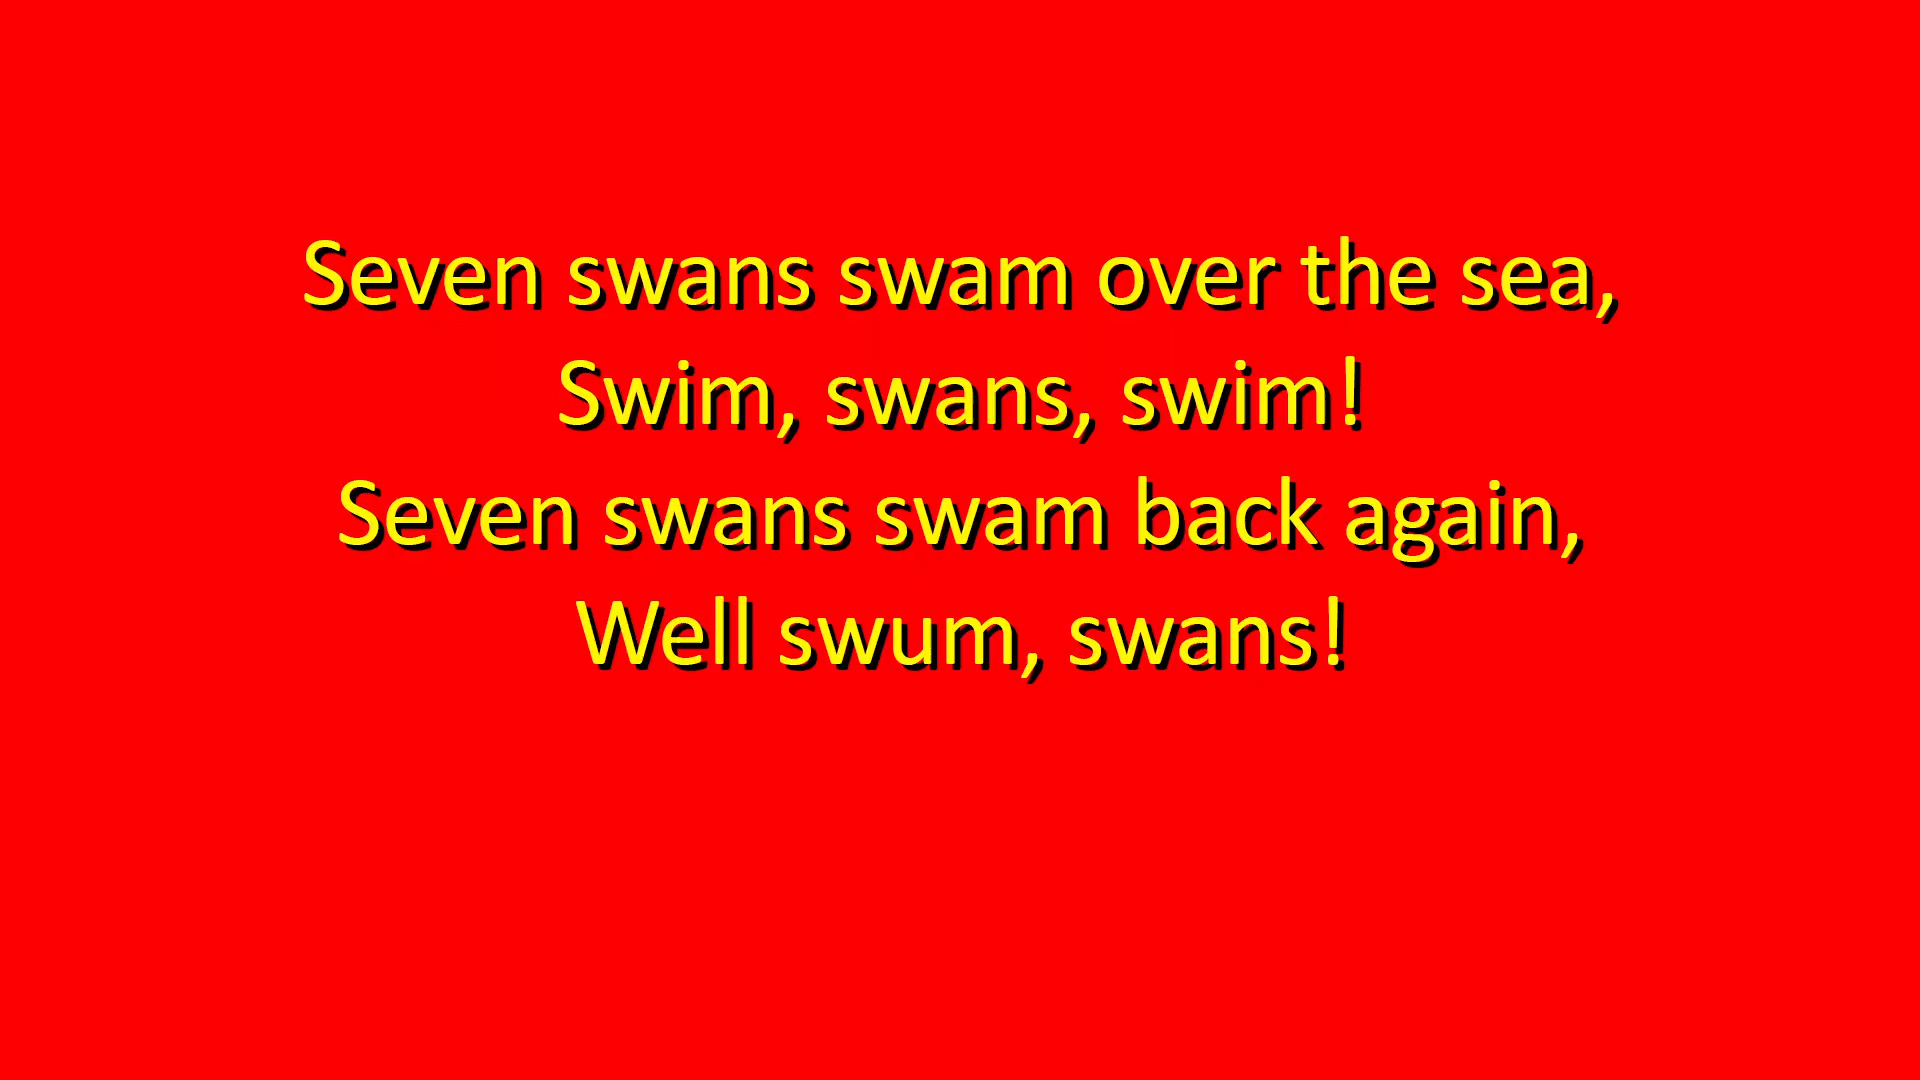 Seven swans swam over the sea,
Swim, swans, swim!
Seven swans swam back again,
Well swum, swans!